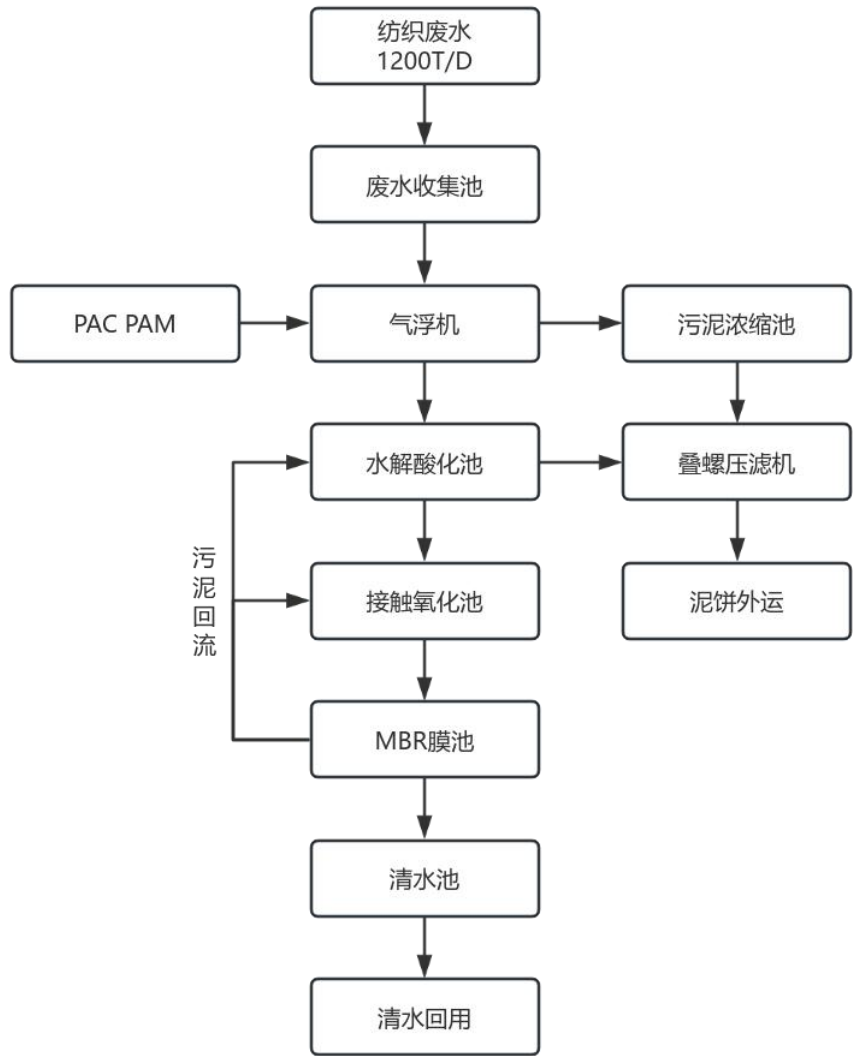 纺织废水
1200T/D
废水收集池
PAC PAM
气浮机
污泥浓缩池
水解酸化池
叠螺压滤机
污泥回流
接触氧化池
泥饼外运
MBR膜池
清水池
清水回用